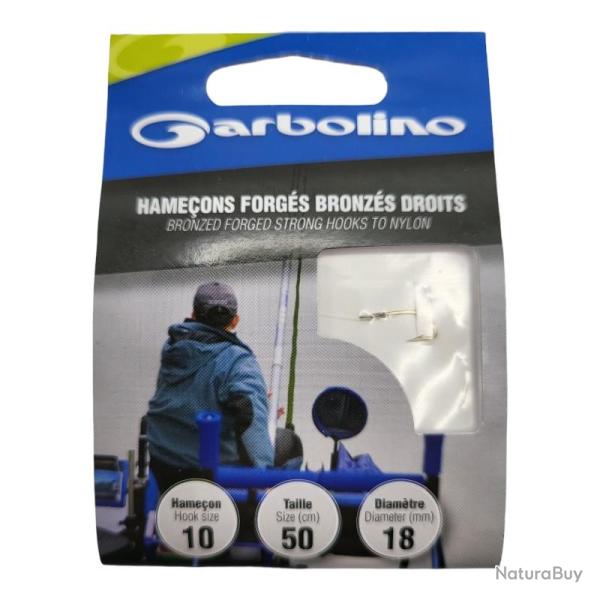 Garbolino
HAMEÇONS FORGÉS BRONZÉS DROITS
BRONZED FORGED STRONG HOOKS TO NYLON
Hameçon
Hook size
10
Taille
Size (cm)
50
Diamètre
Diameter (mm)
18
NaturaBuy